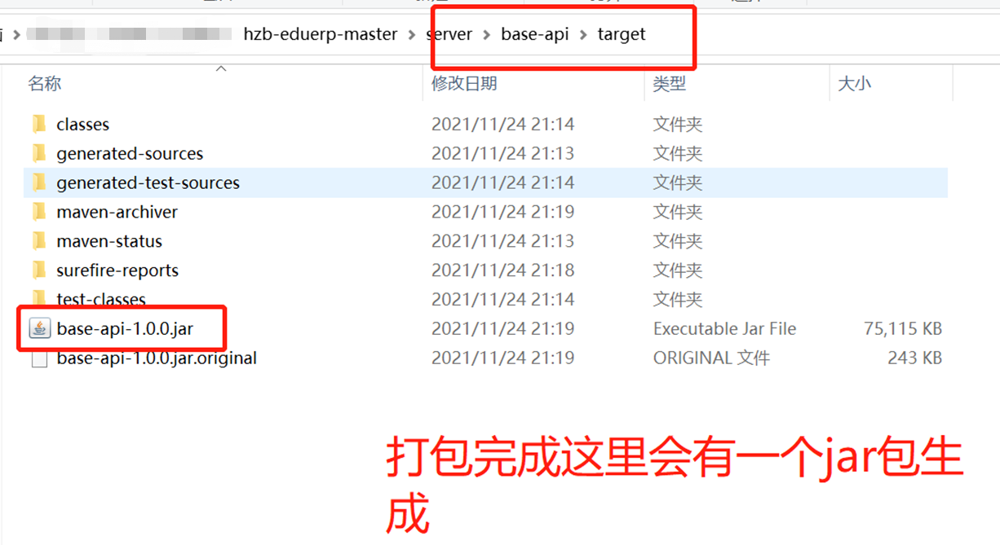 hzb-eduerp-master > server > base-api > target
名称 修改日期 类型 大小
classes 2021/11/24 21:14 文件夹
generated-sources 2021/11/24 21:13 文件夹
generated-test-sources 2021/11/24 21:14 文件夹
maven-archiver 2021/11/24 21:19 文件夹
maven-status 2021/11/24 21:13 文件夹
surefire-reports 2021/11/24 21:18 文件夹
test-classes 2021/11/24 21:14 文件夹
base-api-1.0.0.jar 2021/11/24 21:19 Executable Jar File 75,115 KB
base-api-1.0.0.jar.original 2021/11/24 21:19 ORIGINAL 文件 243 KB
打包完成这里会有一个jar包生
成